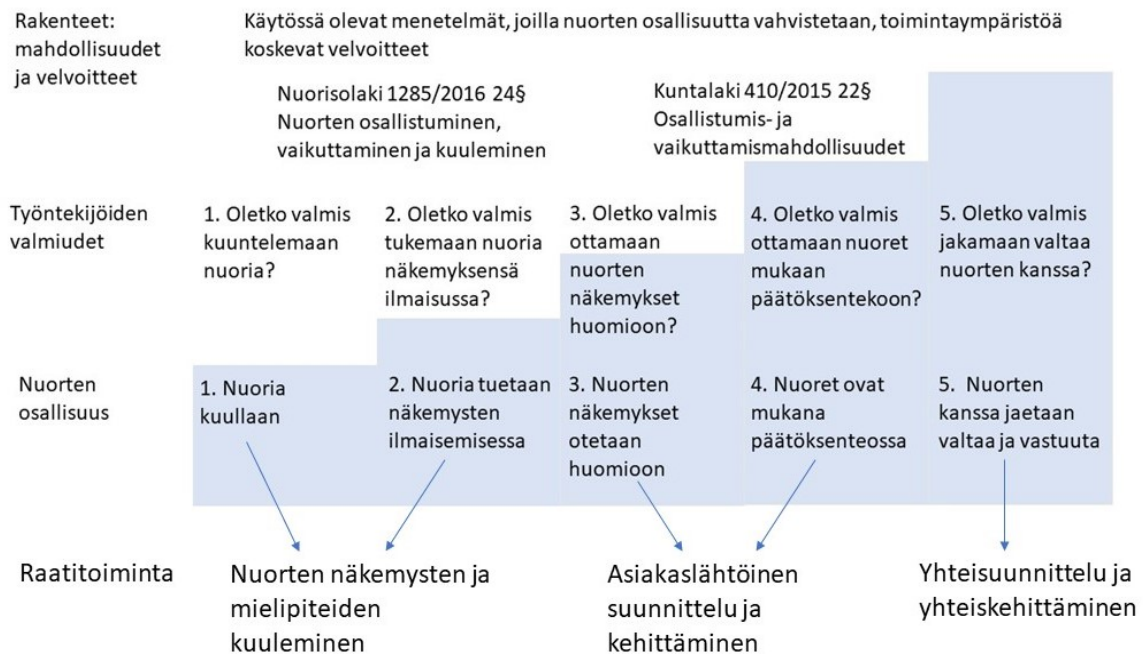 Rakenteet:
mahdollisuudet
ja velvoitteet
Käytössä olevat menetelmät, joilla nuorten osallisuutta vahvistetaan, toimintaympäristöä
koskevat velvoitteet
Nuorisolaki 1285/2016 24§
Nuorten osallistuminen,
vaikuttaminen ja kuuleminen
Kuntalaki 410/2015 22§
Osallistumis- ja
vaikuttamismahdollisuudet
Työntekijöiden
valmiudet
1. Oletko valmis
kuuntelemaan
nuoria?
2. Oletko valmis
tukemaan nuoria
näkemyksensä
ilmaisussa?
3. Oletko valmis
ottamaan
nuorten
näkemykset
huomioon?
4. Oletko valmis
ottamaan nuoret
mukaan
päätöksentekoon?
5. Oletko valmis
jakamaan valtaa
nuorten kanssa?
Nuorten
osallisuus
1. Nuoria
kuullaan
2. Nuoria tuetaan
näkemysten
ilmaisemisessa
3. Nuorten
näkemykset
otetaan
huomioon
4. Nuoret ovat
mukana
päätöksenteossa
5. Nuorten
kanssa jaetaan
valtaa ja vastuuta
Raatitoiminta
Nuorten näkemysten ja
mielipiteiden
kuuleminen
Asiakaslähtöinen
suunnittelu ja
kehittäminen
Yhteisuunnittelu ja
yhteiskehittäminen